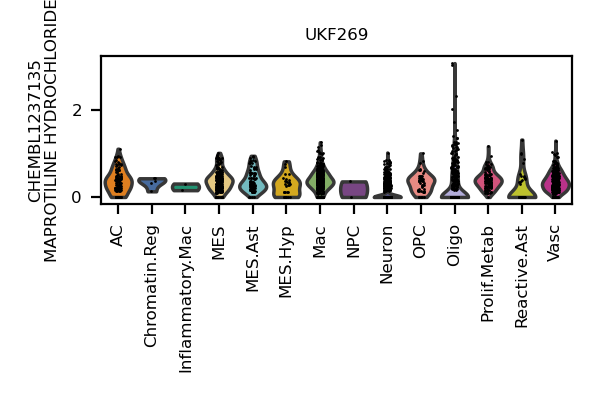 UKF269
CHEMBL1237135
MAPROTILINE HYDROCHLORIDE
2
0
AC
Chromatin.Reg
Inflammatory.Mac
MES
MES.Ast
MES.Hyp
Mac
NPC
Neuron
OPC
Oligo
Prolif.Metab
Reactive.Ast
Vasc